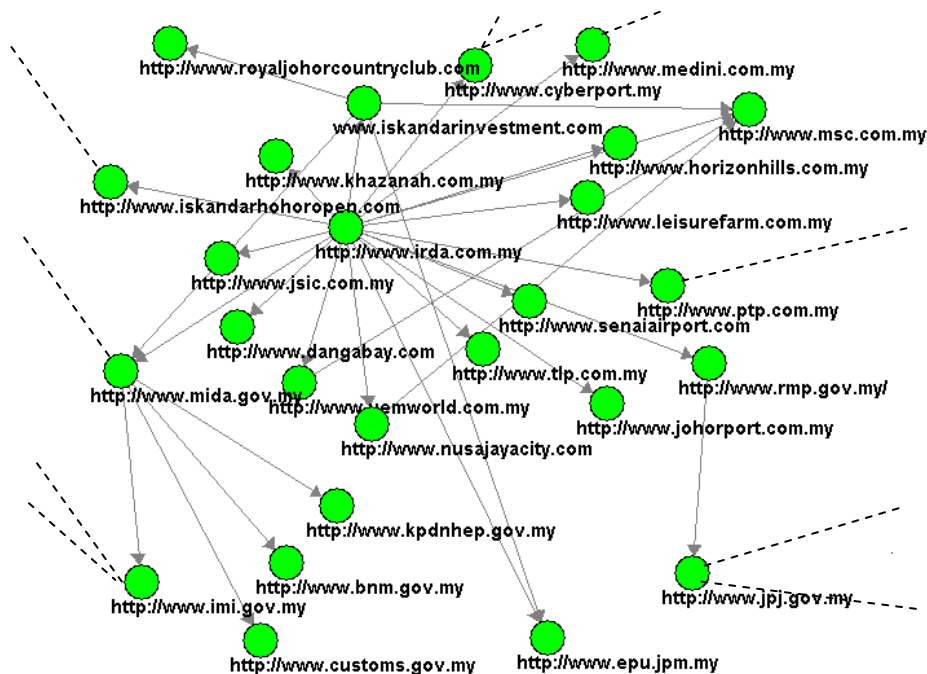 http://www.royaljohorcountryclub.com
http://www.medini.com.my
http://www.cyberport.my
www.iskandarinvestment.com
http://www.msc.com.my
http://www.horizonhills.com.my
http://www.khazanah.com.my
http://www.iskandarhohoropen.com
http://www.leisurefarm.com.my
http://www.irda.com.my
http://www.jsic.com.my
http://www.ptp.com.my
http://www.senaiairport.com
http://www.dangabay.com
http://www.tlp.com.my
http://www.rmp.gov.my/
http://www.mida.gov.my
http://www.uemworld.com.my
http://www.johorport.com.my
http://www.nusajayacity.com
http://www.kpdnhep.gov.my
http://www.bnm.gov.my
http://www.jpj.gov.my
http://www.imi.gov.my
http://www.customs.gov.my
http://www.epu.jpm.my